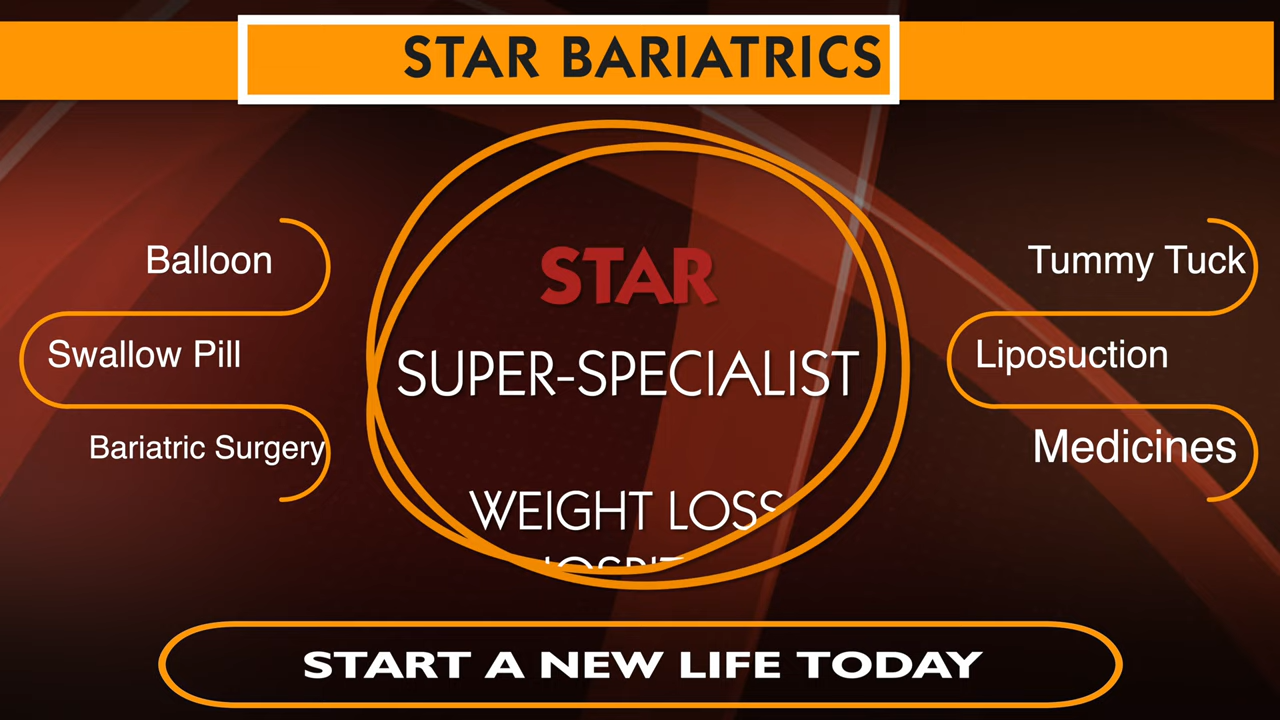 STAR BARIATRICS
Balloon
Swallow Pill
Bariatric Surgery
STAR
SUPER-SPECIALIST
WEIGHT LOSS
Tummy Tuck
Liposuction
Medicines
START A NEW LIFE TODAY